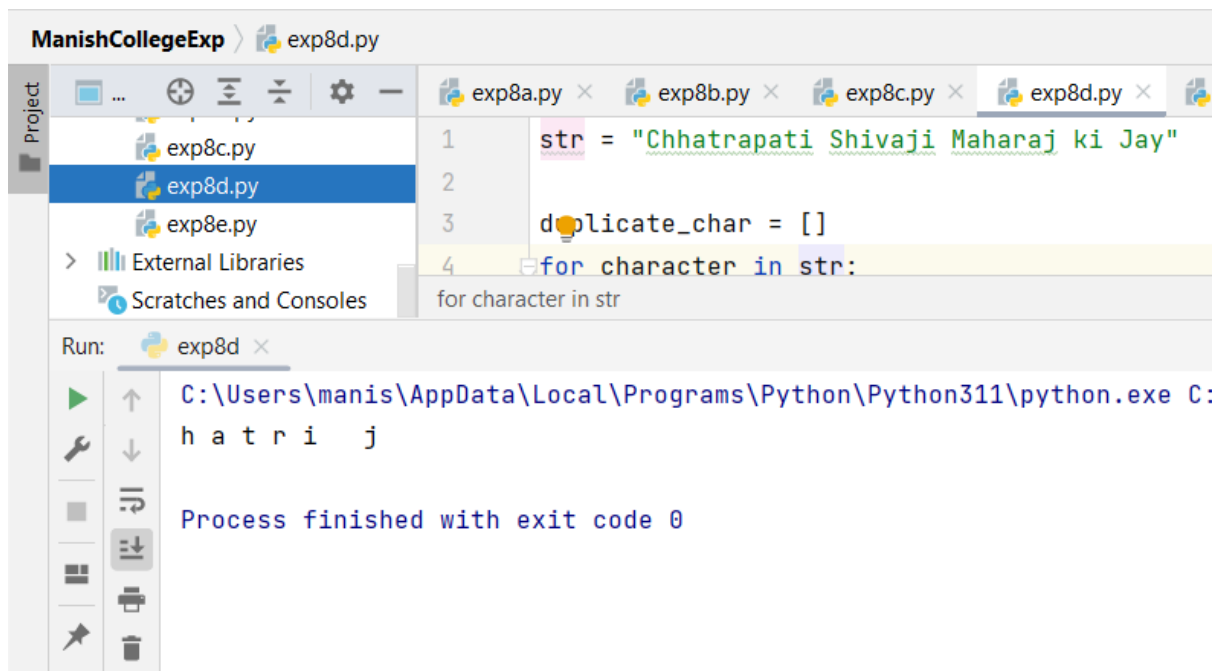 ManishCollegeExp 〉 exp8d.py
Project
...
exp8a.py × exp8b.py × exp8c.py × exp8d.py ×
exp8c.py
exp8d.py
exp8e.py
External Libraries
Scratches and Consoles
1 str = "Chhatrapati Shivaji Maharaj ki Jay"
2
3 duplicate_char = []
4 for character in str:
for character in str
Run: exp8d ×
C:\Users\manis\AppData\Local\Programs\Python\Python311\python.exe C:
h a t r i   j
Process finished with exit code 0